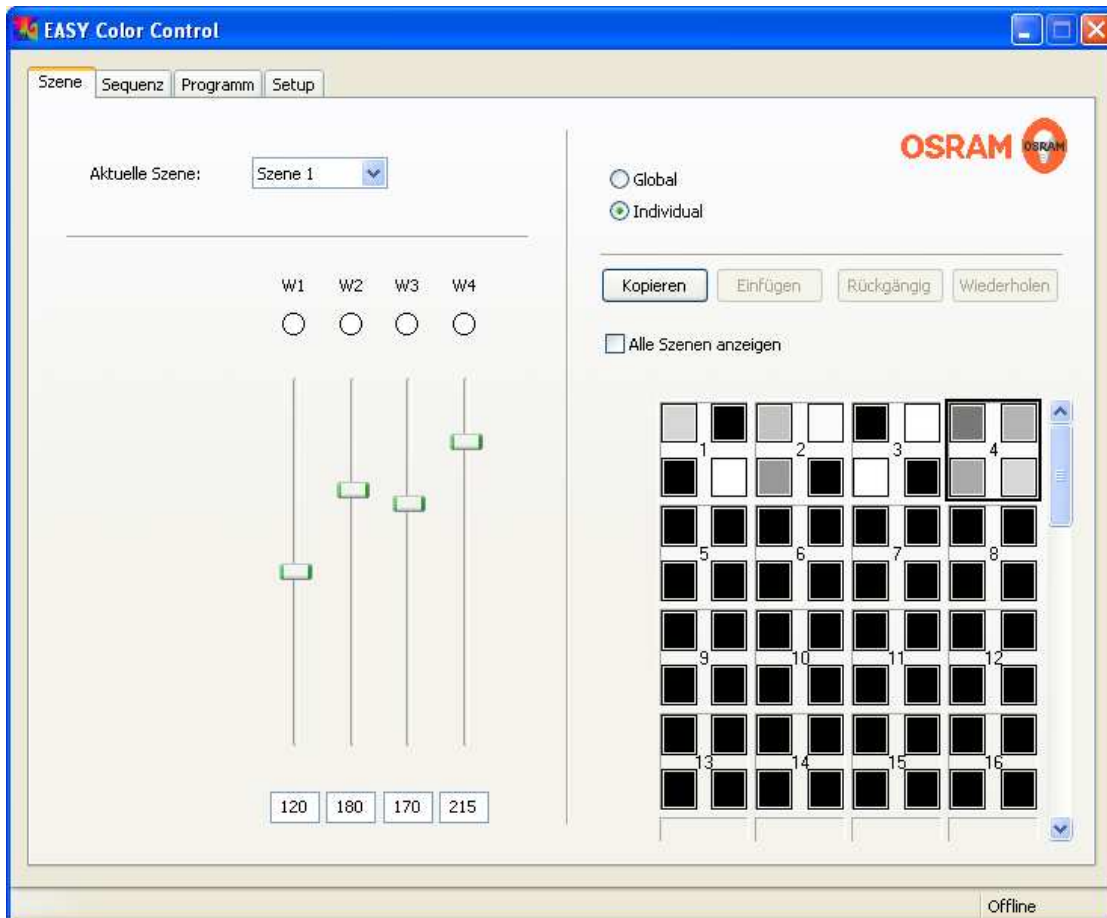 EASY Color Control
Szene Sequenz Programm Setup
OSRAM OSRAM
Aktuelle Szene: Szene 1
Global
Individual
W1 W2 W3 W4
Kopieren Einfügen Rückgängig Wiederholen
Alle Szenen anzeigen
1 2 3 4
5 6 7 8
9 10 11 12
13 14 15 16
120 180 170 215
Offline